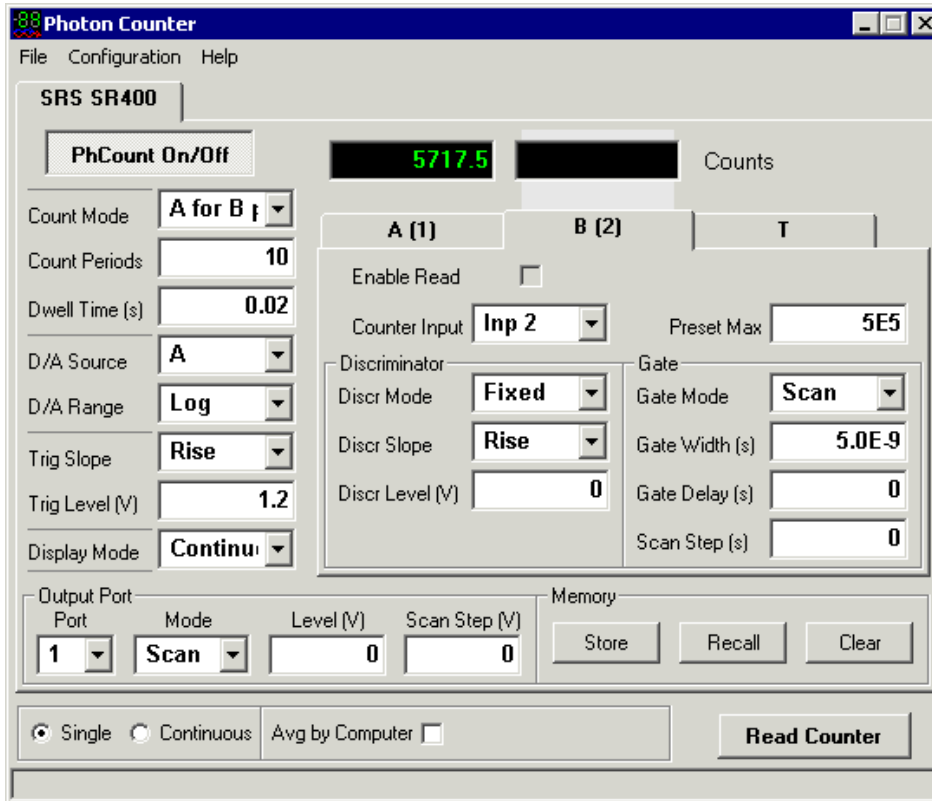 Photon Counter
File Configuration Help
SRS SR400
PhCount On/Off
5717.5
Counts
Count Mode A for B p
Count Periods 10
Dwell Time (s) 0.02
D/A Source A
D/A Range Log
Trig Slope Rise
Trig Level (V) 1.2
Display Mode Continu
A (1) B (2) T
Enable Read
Counter Input Inp 2 Preset Max 5E5
Discriminator
Discr Mode Fixed
Discr Slope Rise
Discr Level (V) 0
Gate
Gate Mode Scan
Gate Width (s) 5.0E-9
Gate Delay (s) 0
Scan Step (s) 0
Output Port
Port Mode Level (V) Scan Step (V)
1 Scan 0 0
Memory
Store Recall Clear
Single Continuous Avg by Computer
Read Counter